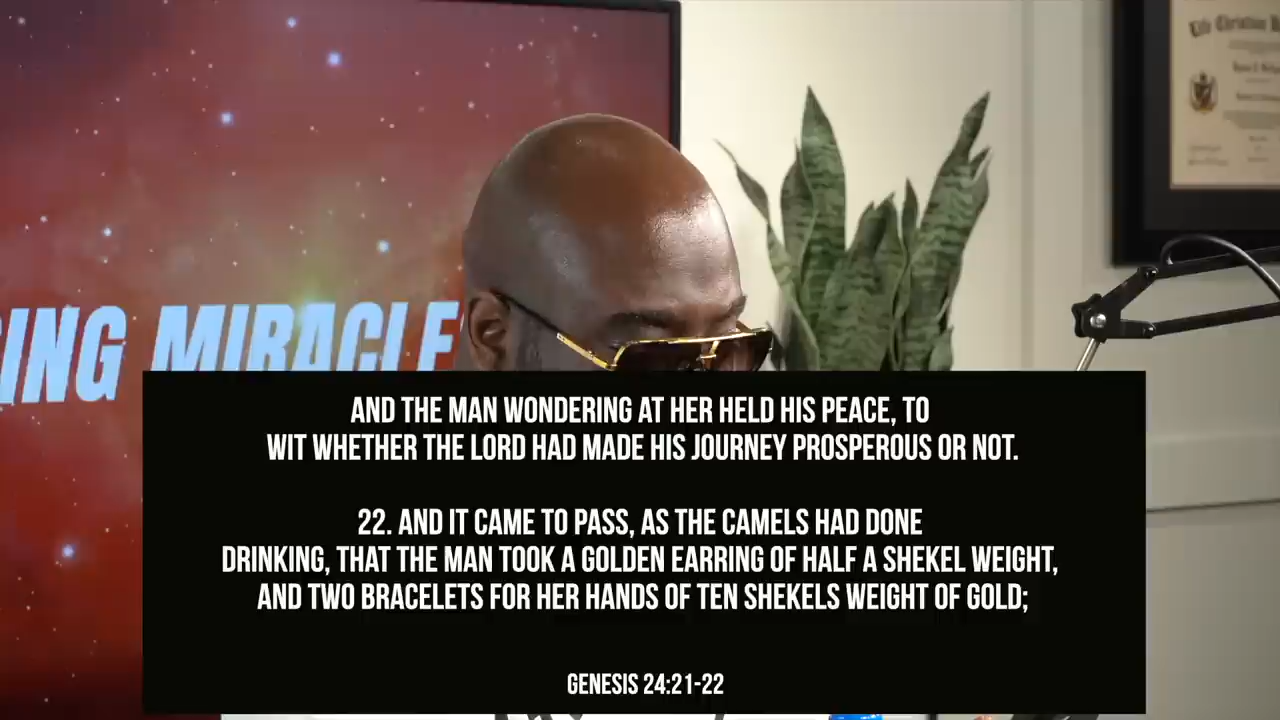 ING MIRACLE
Life Christian
AND THE MAN WONDERING AT HER HELD HIS PEACE, TO
WIT WHETHER THE LORD HAD MADE HIS JOURNEY PROSPEROUS OR NOT.
22. AND IT CAME TO PASS, AS THE CAMELS HAD DONE
DRINKING, THAT THE MAN TOOK A GOLDEN EARRING OF HALF A SHEKEL WEIGHT,
AND TWO BRACELETS FOR HER HANDS OF TEN SHEKELS WEIGHT OF GOLD;
GENESIS 24:21-22